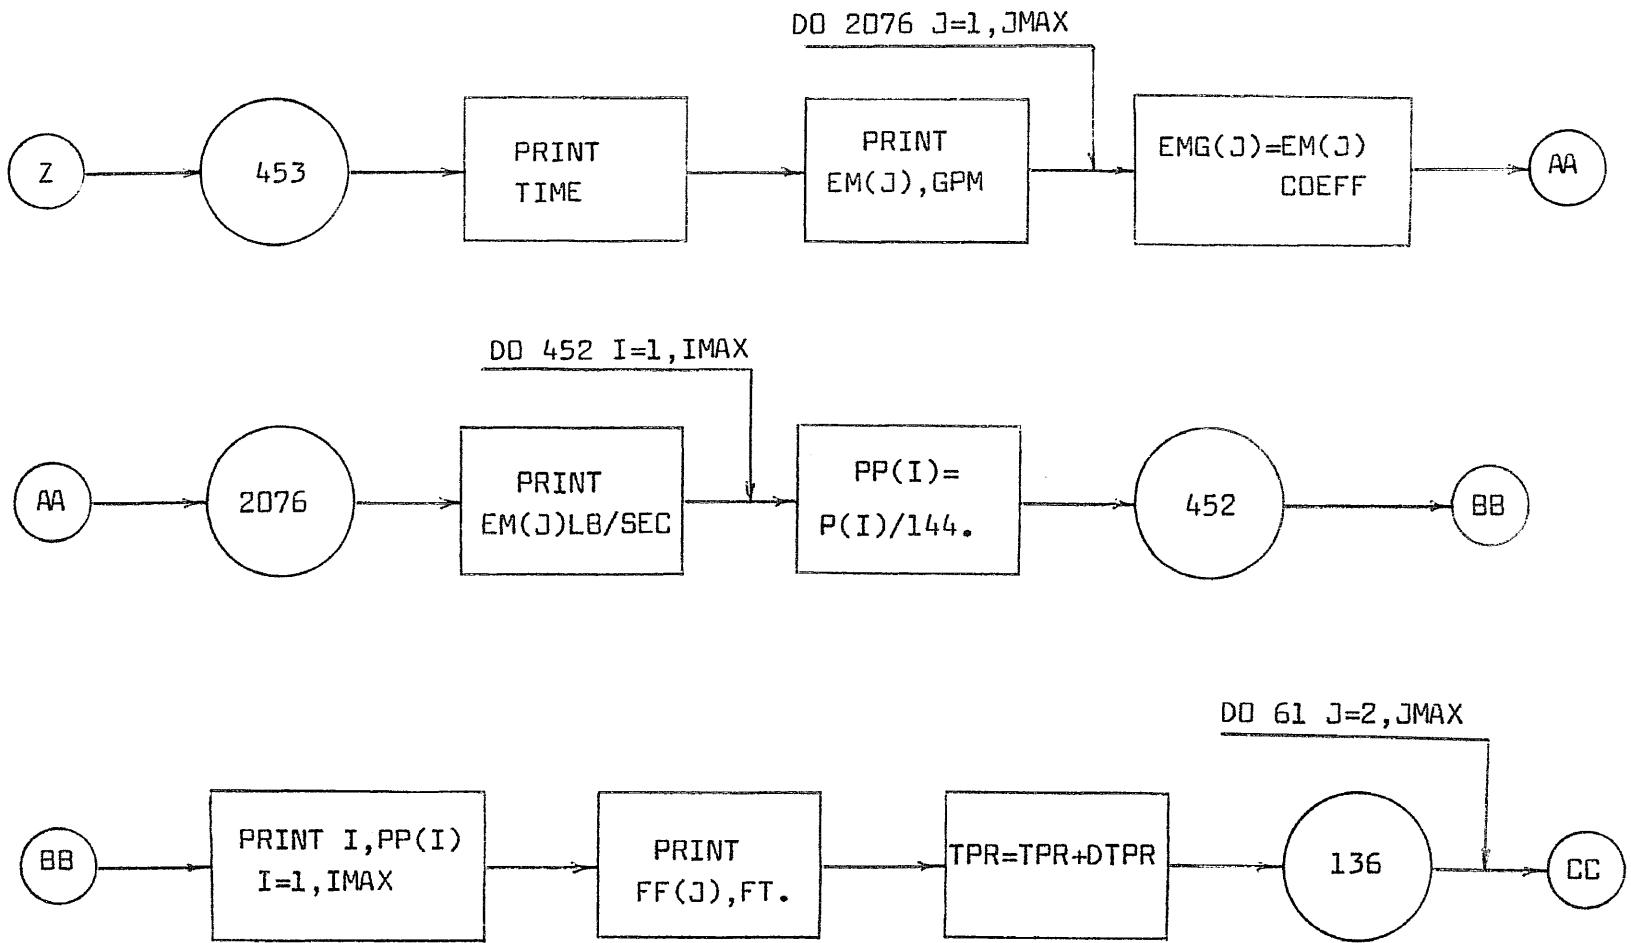 DO 2076 J=1,JMAX
Z
453
PRINT
TIME
PRINT
EM(J),GPM
EMG(J)=EM(J)
COEFF
AA
DO 452 I=1,IMAX
AA
2076
PRINT
EM(J)LB/SEC
PP(I)=
P(I)/144.
452
BB
DO 61 J=2,JMAX
BB
PRINT I,PP(I)
I=1,IMAX
PRINT
FF(J),FT.
TPR=TPR+DTPR
136
CC